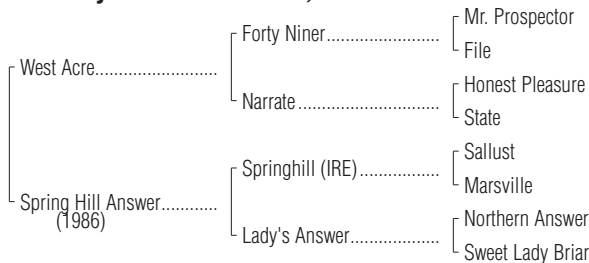 Mr. Prospector
Forty Niner........................
File
West Acre..........................
Honest Pleasure
Narrate..............................
State
Sallust
Springhill (IRE).................
Marsville
Spring Hill Answer............
(1986)
Northern Answer
Lady's Answer...................
Sweet Lady Briar